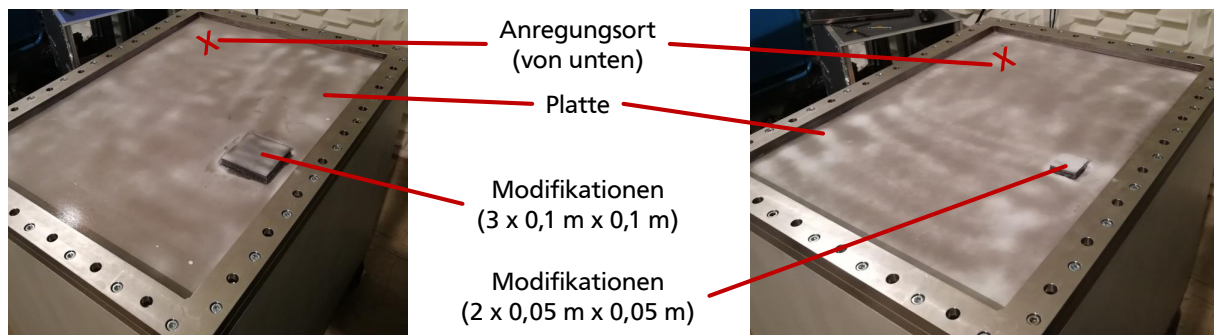 Anregungsort
(von unten)
Platte
Modifikationen
(3 x 0,1 m x 0,1 m)
Modifikationen
(2 x 0,05 m x 0,05 m)